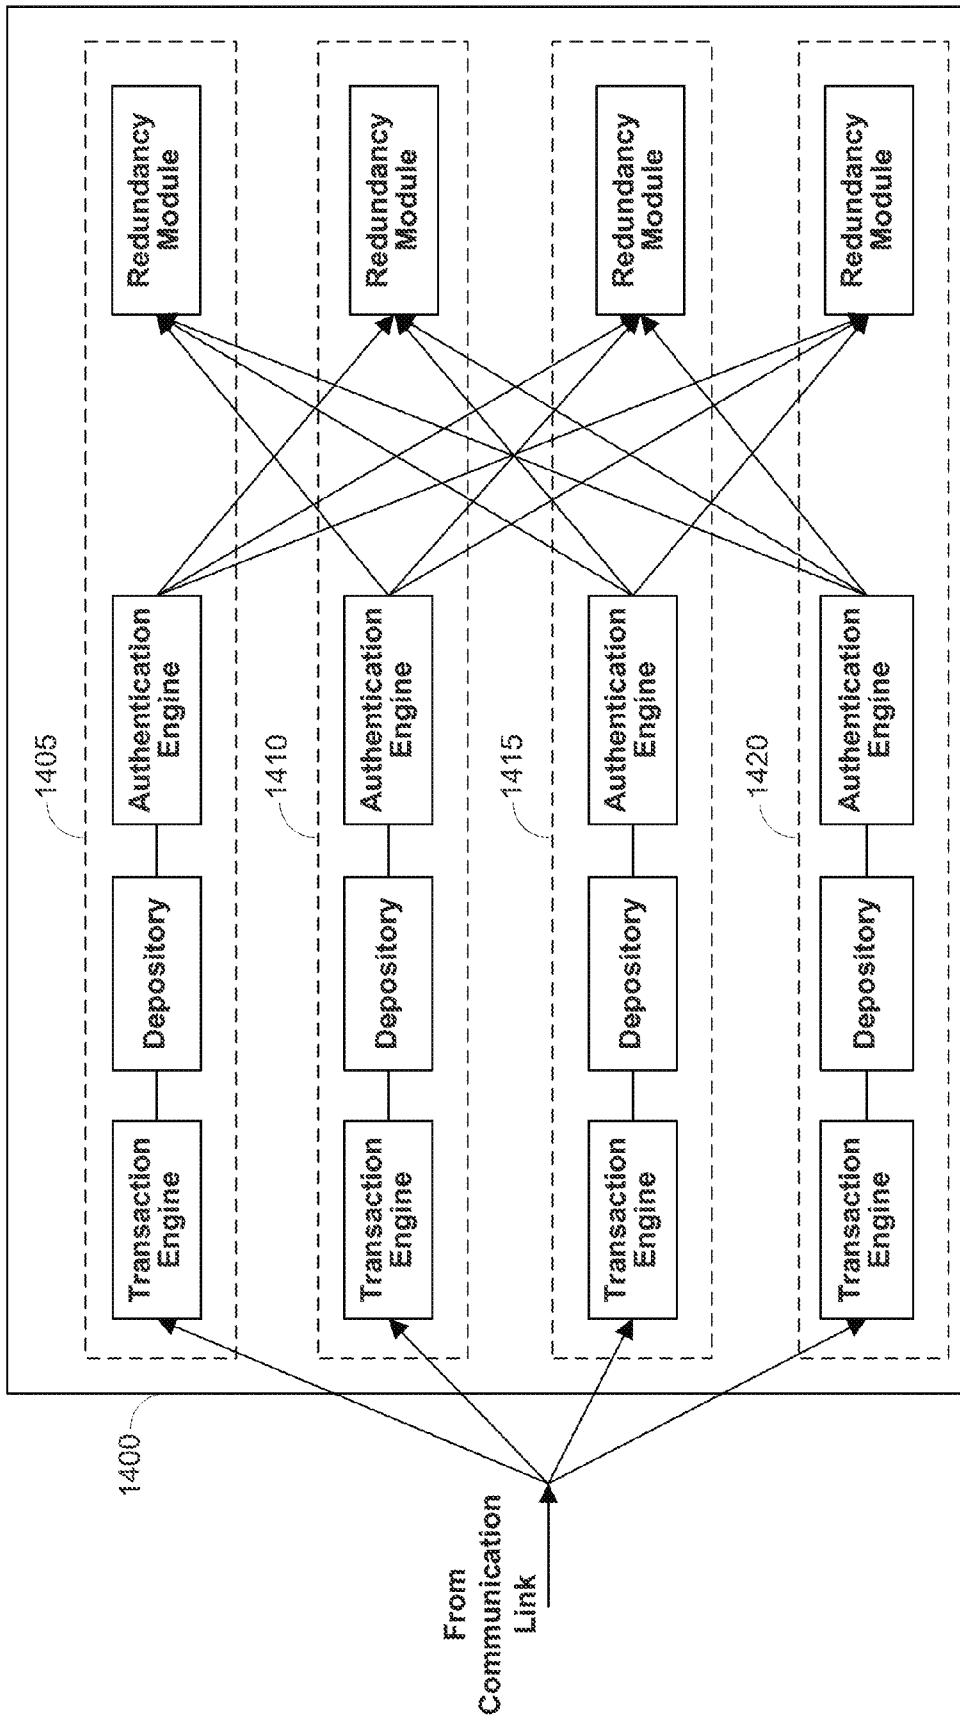 1400
From
Communication
Link
1405
Transaction
Engine
Depository
Authentication
Engine
Redundancy
Module
1410
Transaction
Engine
Depository
Authentication
Engine
Redundancy
Module
1415
Transaction
Engine
Depository
Authentication
Engine
Redundancy
Module
1420
Transaction
Engine
Depository
Authentication
Engine
Redundancy
Module